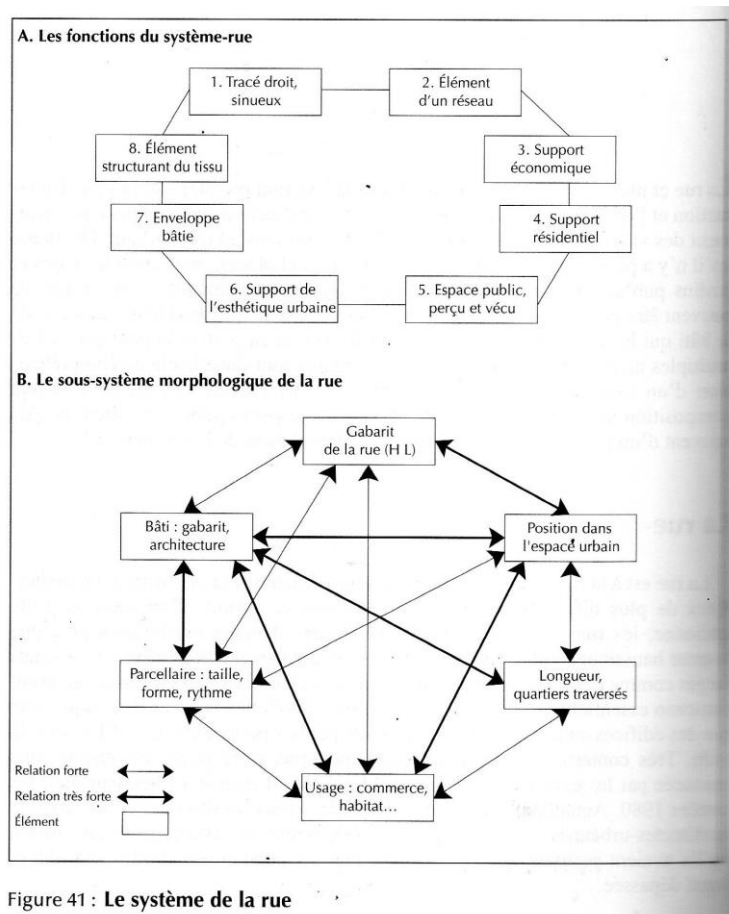 A. Les fonctions du système-rue
1. Tracé droit,
sinueux
2. Élément
d'un réseau
8. Élément
structurant du tissu
3. Support
économique
7. Enveloppe
bâtie
4. Support
résidentiel
6. Support de
l'esthétique urbaine
5. Espace public,
perçu et vécu
B. Le sous-système morphologique de la rue
Gabarit
de la rue (H L)
Bâti : gabarit,
architecture
Position dans
l'espace urbain
Parcellaire : taille,
forme, rythme
Longueur,
quartiers traversés
Usage : commerce,
habitat...
Relation forte
Relation très forte
Élément
Figure 41 : Le système de la rue